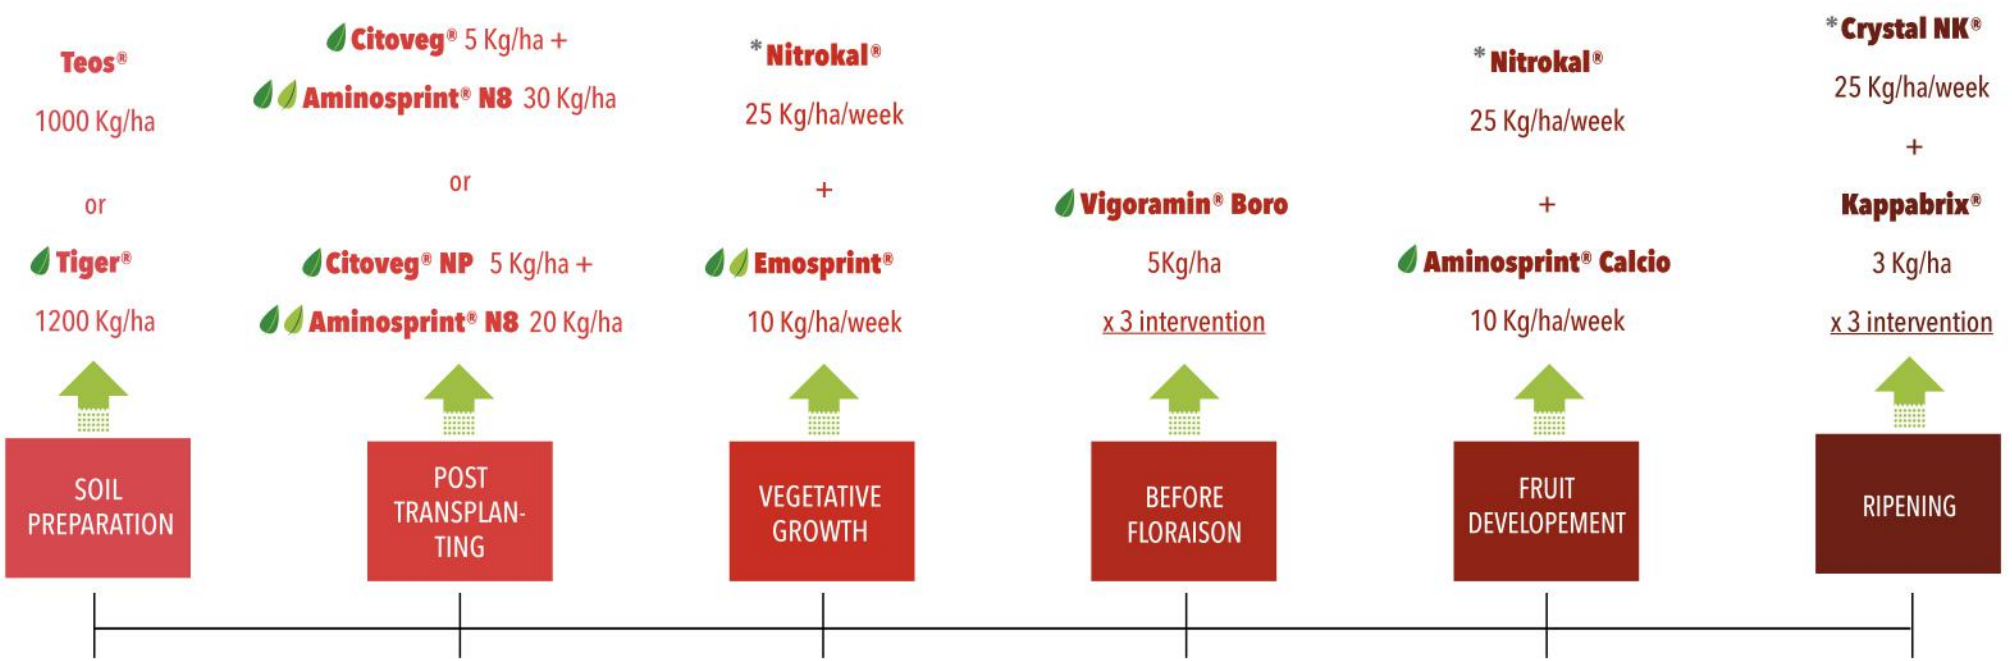 Teos®
1000 Kg/ha
or
Tiger®
1200 Kg/ha
SOIL
PREPARATION
Citoveg® 5 Kg/ha +
Aminosprint® N8 30 Kg/ha
or
Citoveg® NP 5 Kg/ha +
Aminosprint® N8 20 Kg/ha
POST
TRANSPLAN-
TING
*Nitrokal®
25 Kg/ha/week
+
Emosprint®
10 Kg/ha/week
VEGETATIVE
GROWTH
Vigoramin® Boro
5Kg/ha
x 3 intervention
BEFORE
FLORAISON
*Nitrokal®
25 Kg/ha/week
+
Aminosprint® Calcio
10 Kg/ha/week
FRUIT
DEVELOPEMENT
*Crystal NK®
25 Kg/ha/week
+
Kappabrix®
3 Kg/ha
x 3 intervention
RIPENING